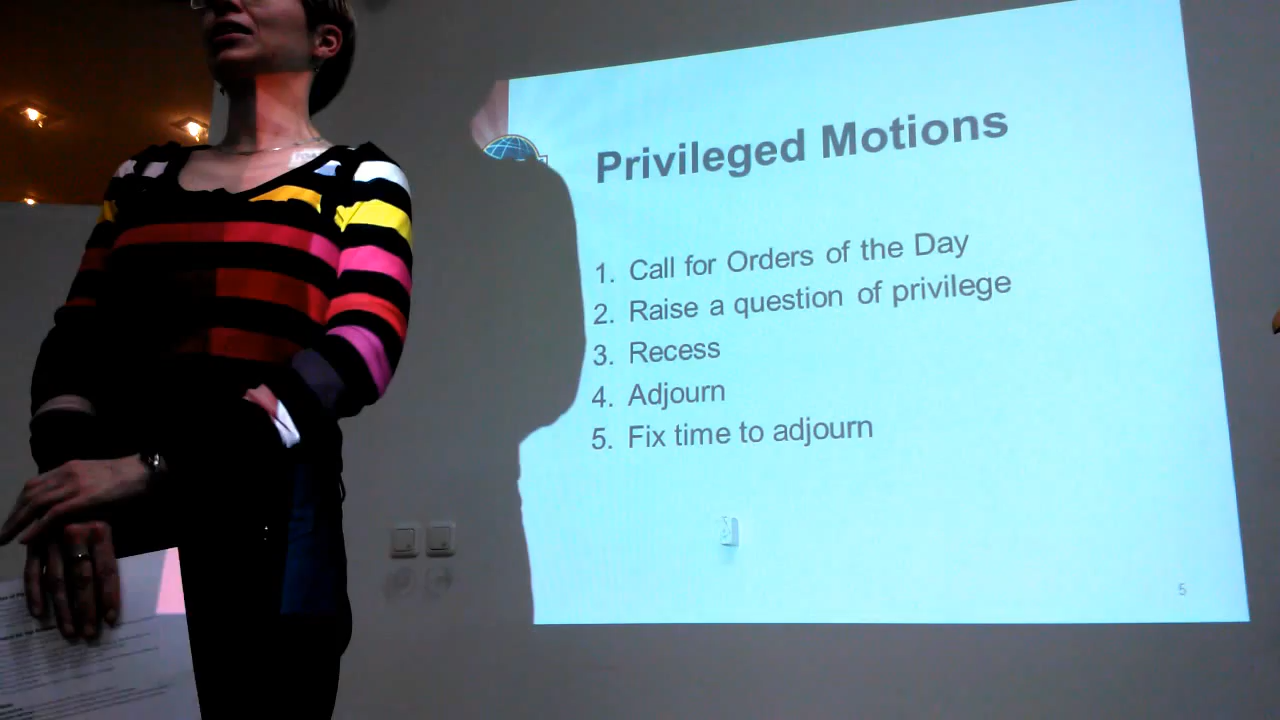 Privileged Motions
1. Call for Orders of the Day
2. Raise a question of privilege
3. Recess
4. Adjourn
5. Fix time to adjourn
5